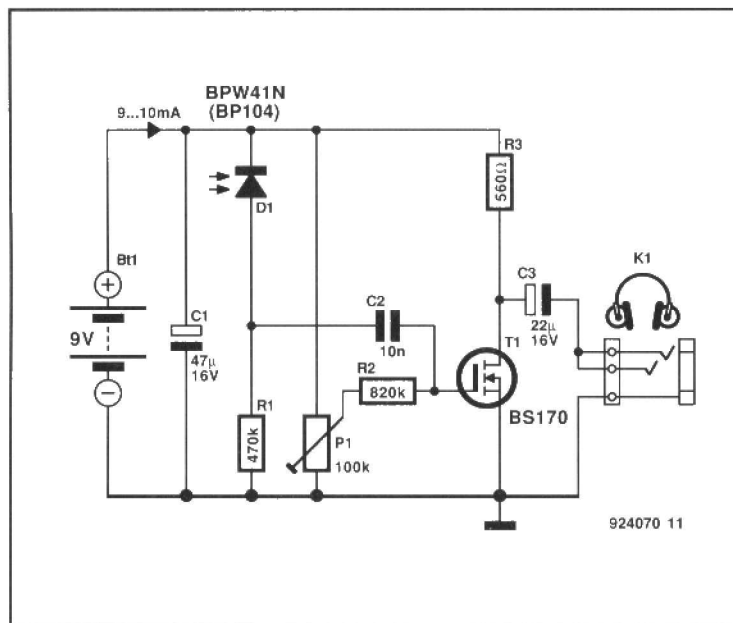 BPW41N
(BP104)
9...10mA
R3
560Ω
D1
K1
Bt1
C3
C1
C2
9V
47µ
16V
10n
22µ
16V
T1
R2
820k
R1
470k
P1
100k
BS170
924070 11